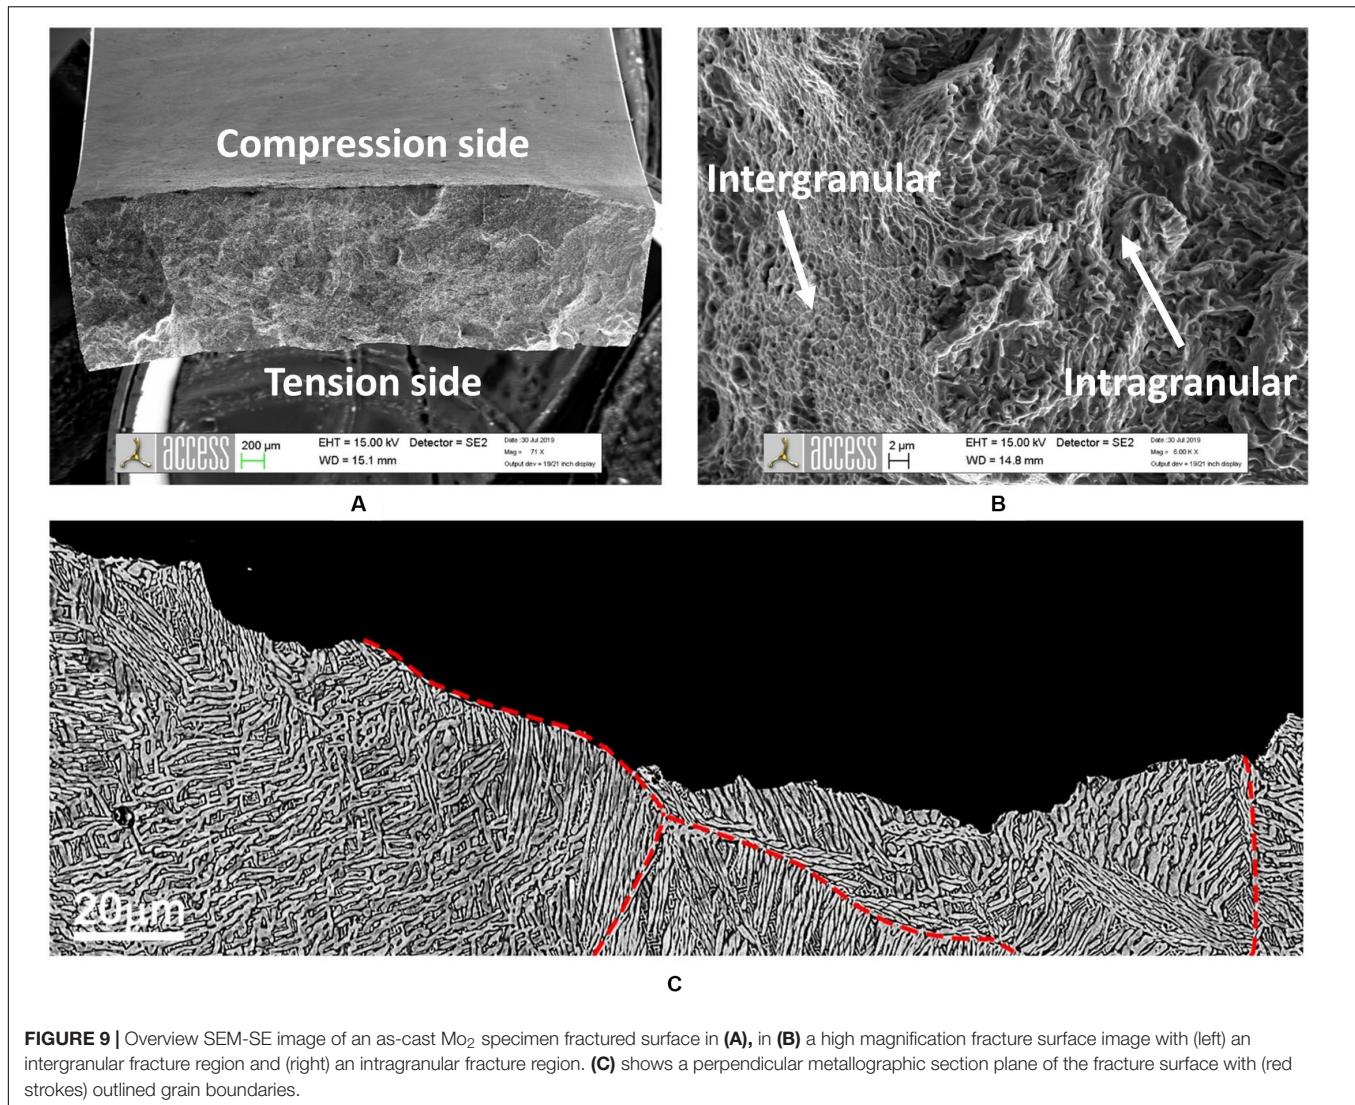 Compression side
Tension side
access
200 µm
EHT = 15.00 kV Detector = SE2
WD = 15.1 mm
Date :30 Jul 2019
Mag = 71 X
Output dev = 19/21 inch display
A
Intergranular
Intragranular
access
2 µm
EHT = 15.00 kV Detector = SE2
WD = 14.8 mm
Date :30 Jul 2019
Mag = 6.00 K X
Output dev = 19/21 inch display
B
20µm
C
FIGURE 9 | Overview SEM-SE image of an as-cast Mo₂ specimen fractured surface in (A), in (B) a high magnification fracture surface image with (left) an
intergranular fracture region and (right) an intragranular fracture region. (C) shows a perpendicular metallographic section plane of the fracture surface with (red
strokes) outlined grain boundaries.